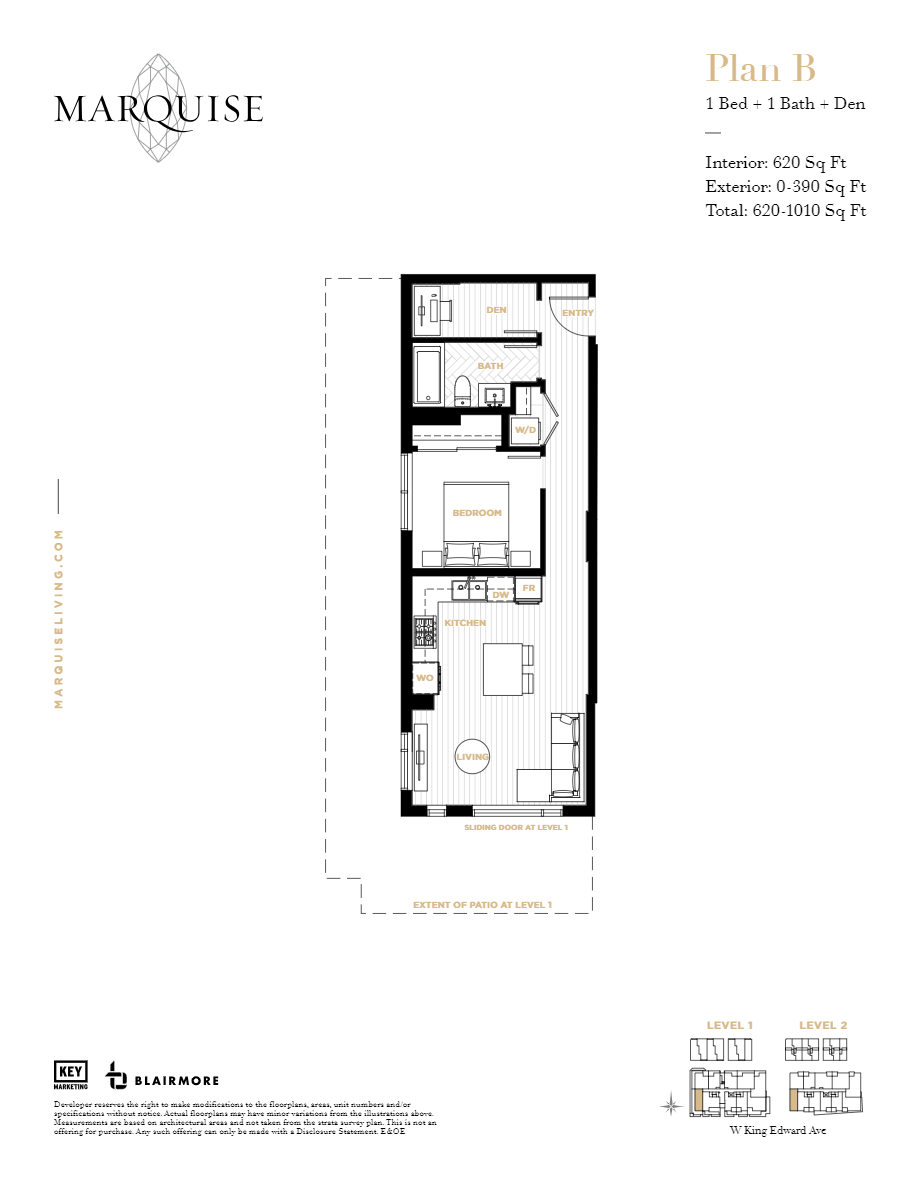 MARQUISE
Plan B
1 Bed + 1 Bath + Den
—
Interior: 620 Sq Ft
Exterior: 0-390 Sq Ft
Total: 620-1010 Sq Ft
DEN
ENTRY
BATH
W/D
BEDROOM
FR
DW
KITCHEN
WO
LIVING
SLIDING DOOR AT LEVEL 1
EXTENT OF PATIO AT LEVEL 1
MARQUISELIVING.COM
LEVEL 1
LEVEL 2
W King Edward Ave
KEY
MARKETING
BLAIRMORE
Developer reserves the right to make modifications to the floorplans, areas, unit numbers and/or
specifications without notice. Actual floorplans may have minor variations from the illustrations above.
Measurements are based on architectural areas and not taken from the strata survey plan. This is not an
offering for purchase. Any such offering can only be made with a Disclosure Statement. E&OE